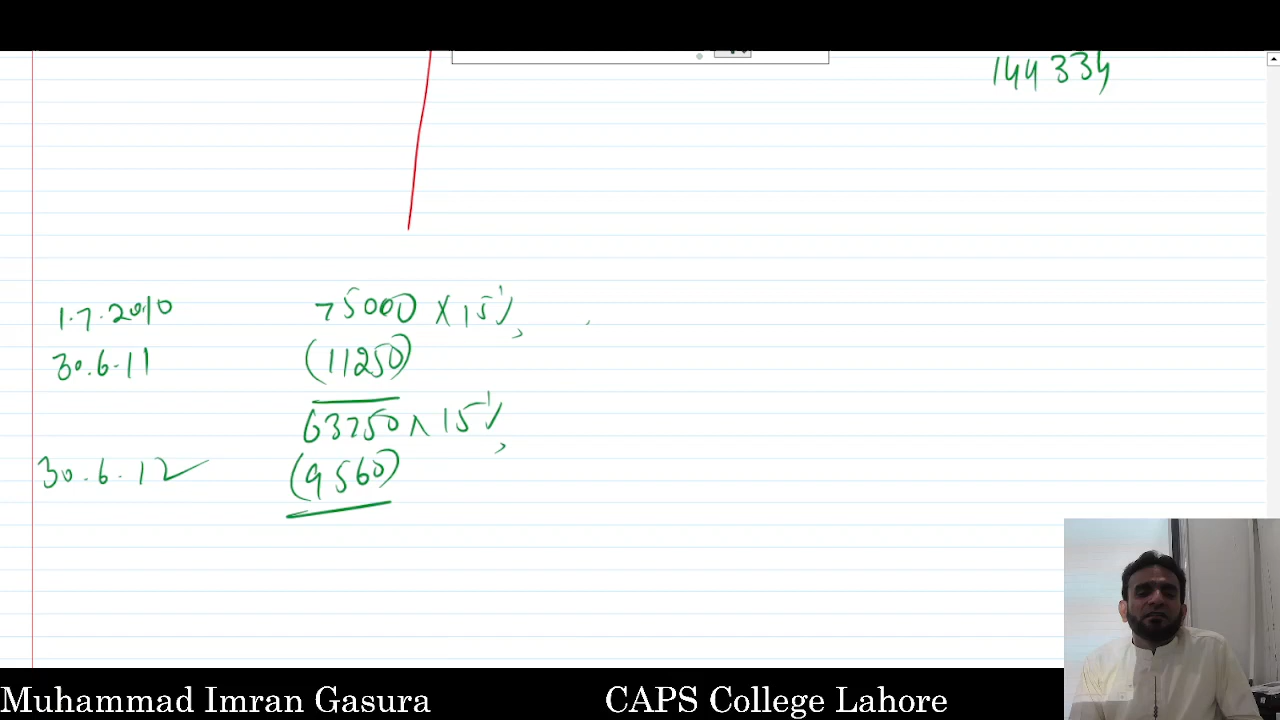 144334
1.7.2010 75000 x 15%
30.6.11 (11250)
63750 x 15%
30.6.12 (9560)
Muhammad Imran Gasura CAPS College Lahore